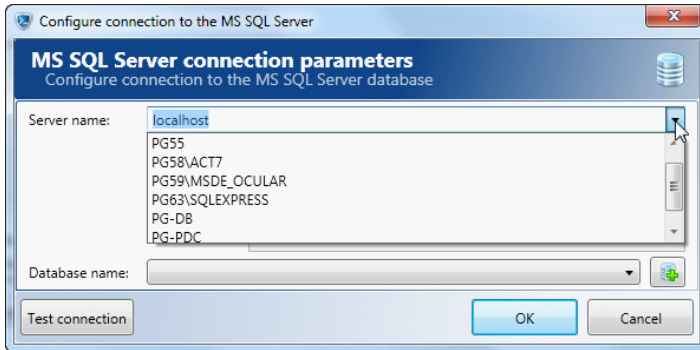 Configure connection to the MS SQL Server
MS SQL Server connection parameters
Configure connection to the MS SQL Server database
Server name:
localhost
PG55
PG58\ACT7
PG59\MSDE_OCULAR
PG63\SQLEXPRESS
PG-DB
PG-PDC
Database name:
Test connection
OK
Cancel